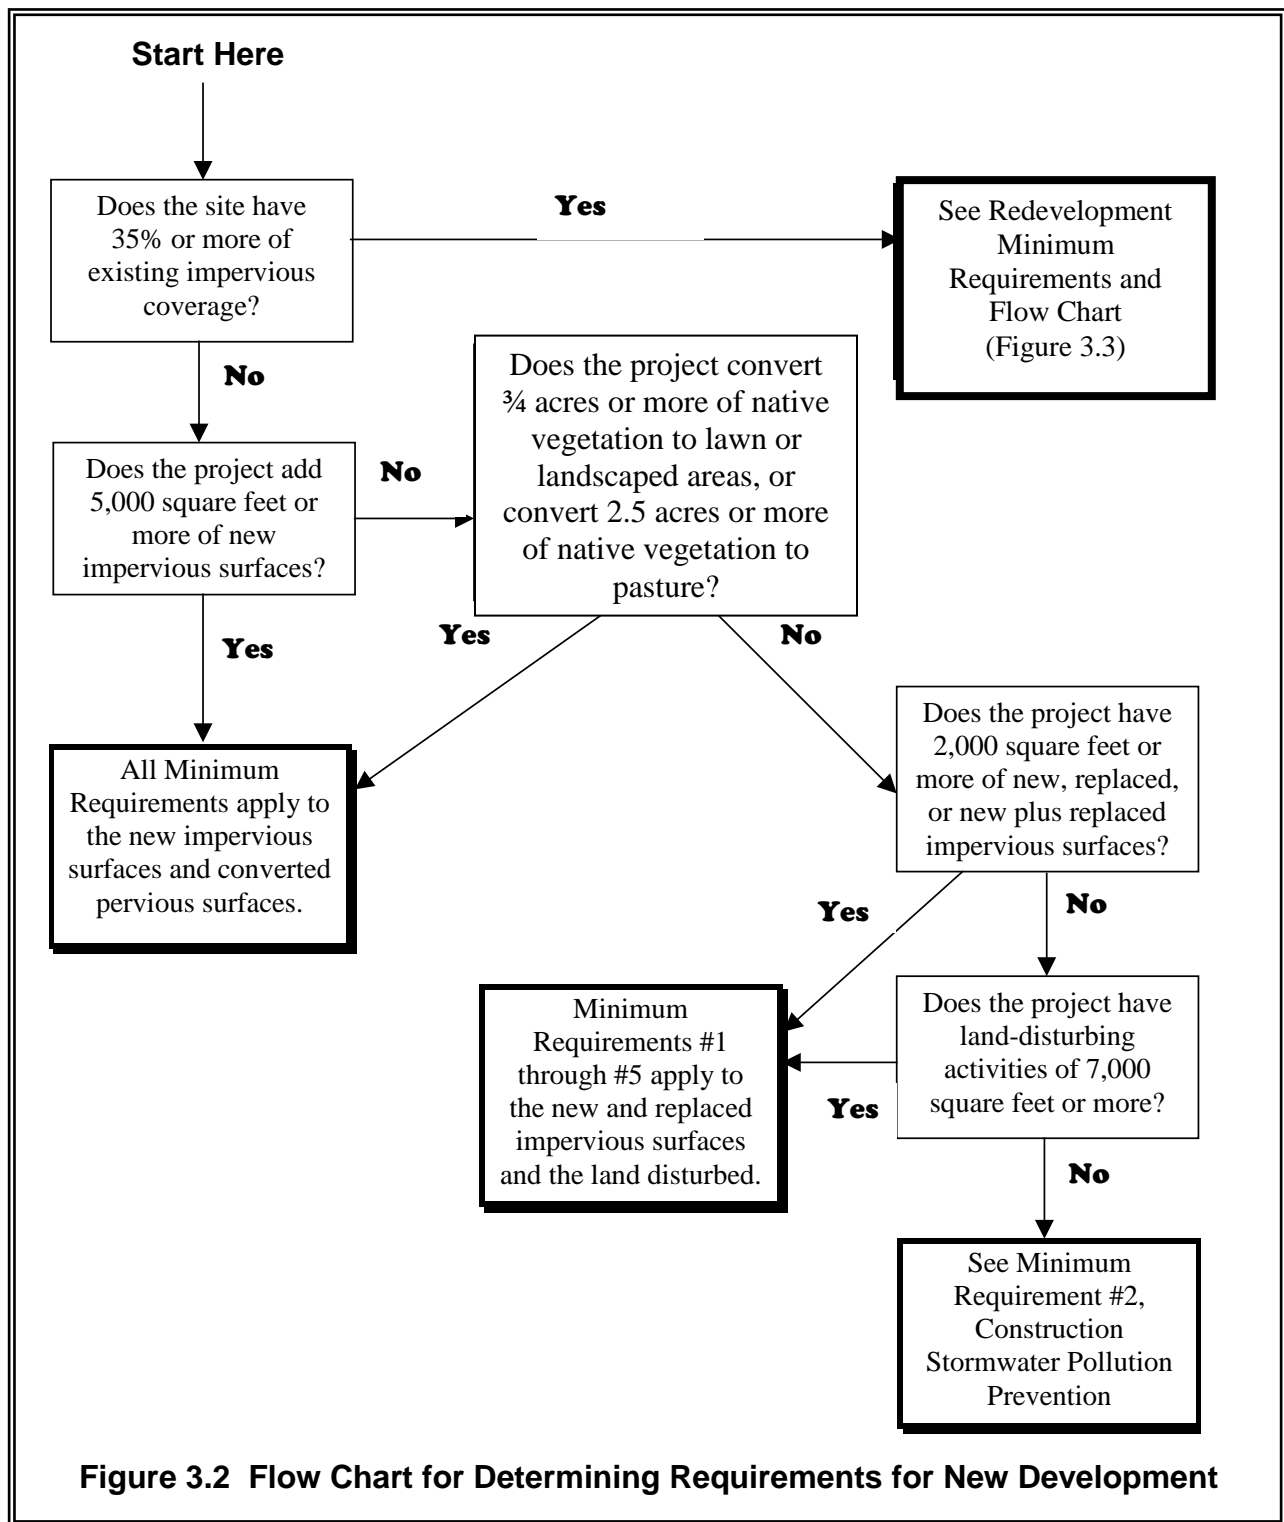 Start Here
Does the site have
35% or more of
existing impervious
coverage?
Yes
See Redevelopment
Minimum
Requirements and
Flow Chart
(Figure 3.3)
No
Does the project add
5,000 square feet or
more of new
impervious surfaces?
No
Does the project convert
¾ acres or more of native
vegetation to lawn or
landscaped areas, or
convert 2.5 acres or more
of native vegetation to
pasture?
Yes
Yes
No
All Minimum
Requirements apply to
the new impervious
surfaces and converted
pervious surfaces.
Does the project have
2,000 square feet or
more of new, replaced,
or new plus replaced
impervious surfaces?
Yes
No
Minimum
Requirements #1
through #5 apply to
the new and replaced
impervious surfaces
and the land disturbed.
Does the project have
land-disturbing
activities of 7,000
square feet or more?
Yes
No
See Minimum
Requirement #2,
Construction
Stormwater Pollution
Prevention
Figure 3.2 Flow Chart for Determining Requirements for New Development